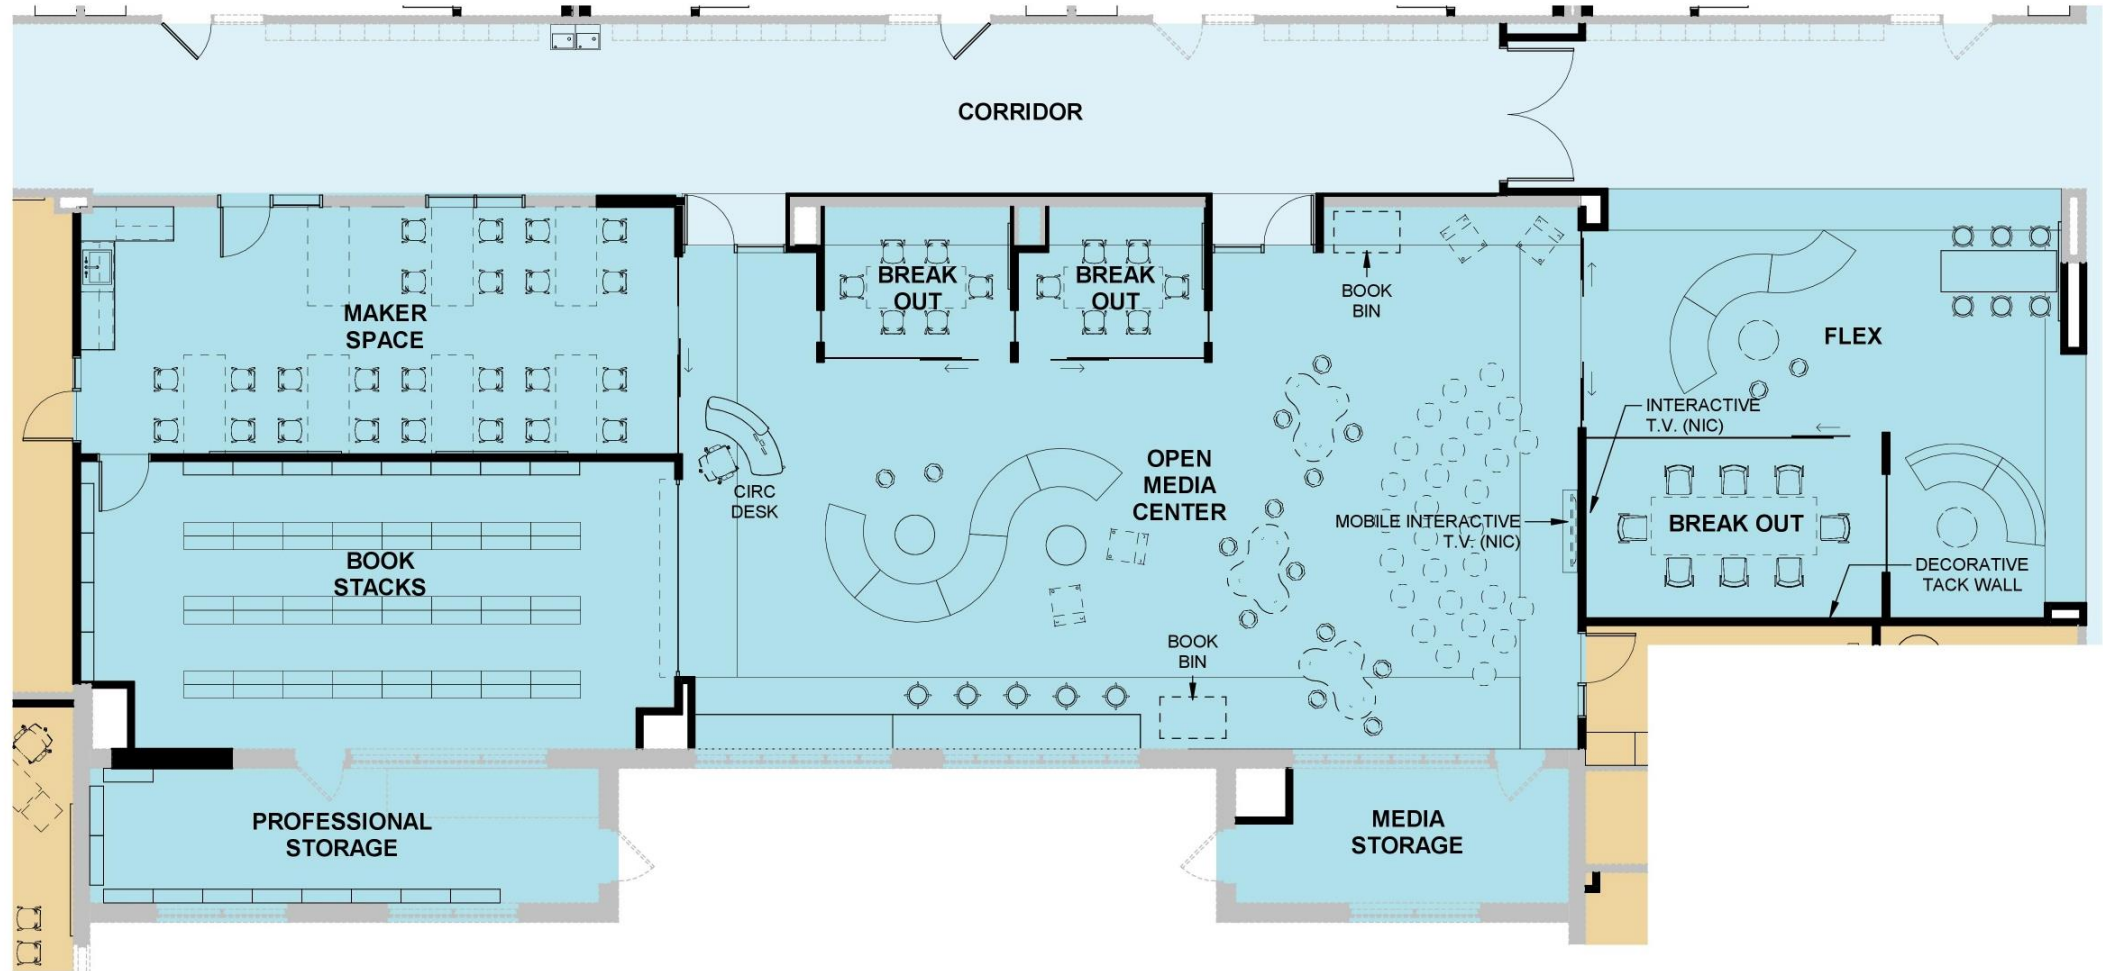 CORRIDOR
MAKER
SPACE
BREAK
OUT
BREAK
OUT
BOOK
BIN
FLEX
INTERACTIVE
T.V. (NIC)
CIRC
DESK
OPEN
MEDIA
CENTER
MOBILE INTERACTIVE
T.V. (NIC)
BREAK OUT
BOOK
STACKS
DECORATIVE
TACK WALL
BOOK
BIN
PROFESSIONAL
STORAGE
MEDIA
STORAGE